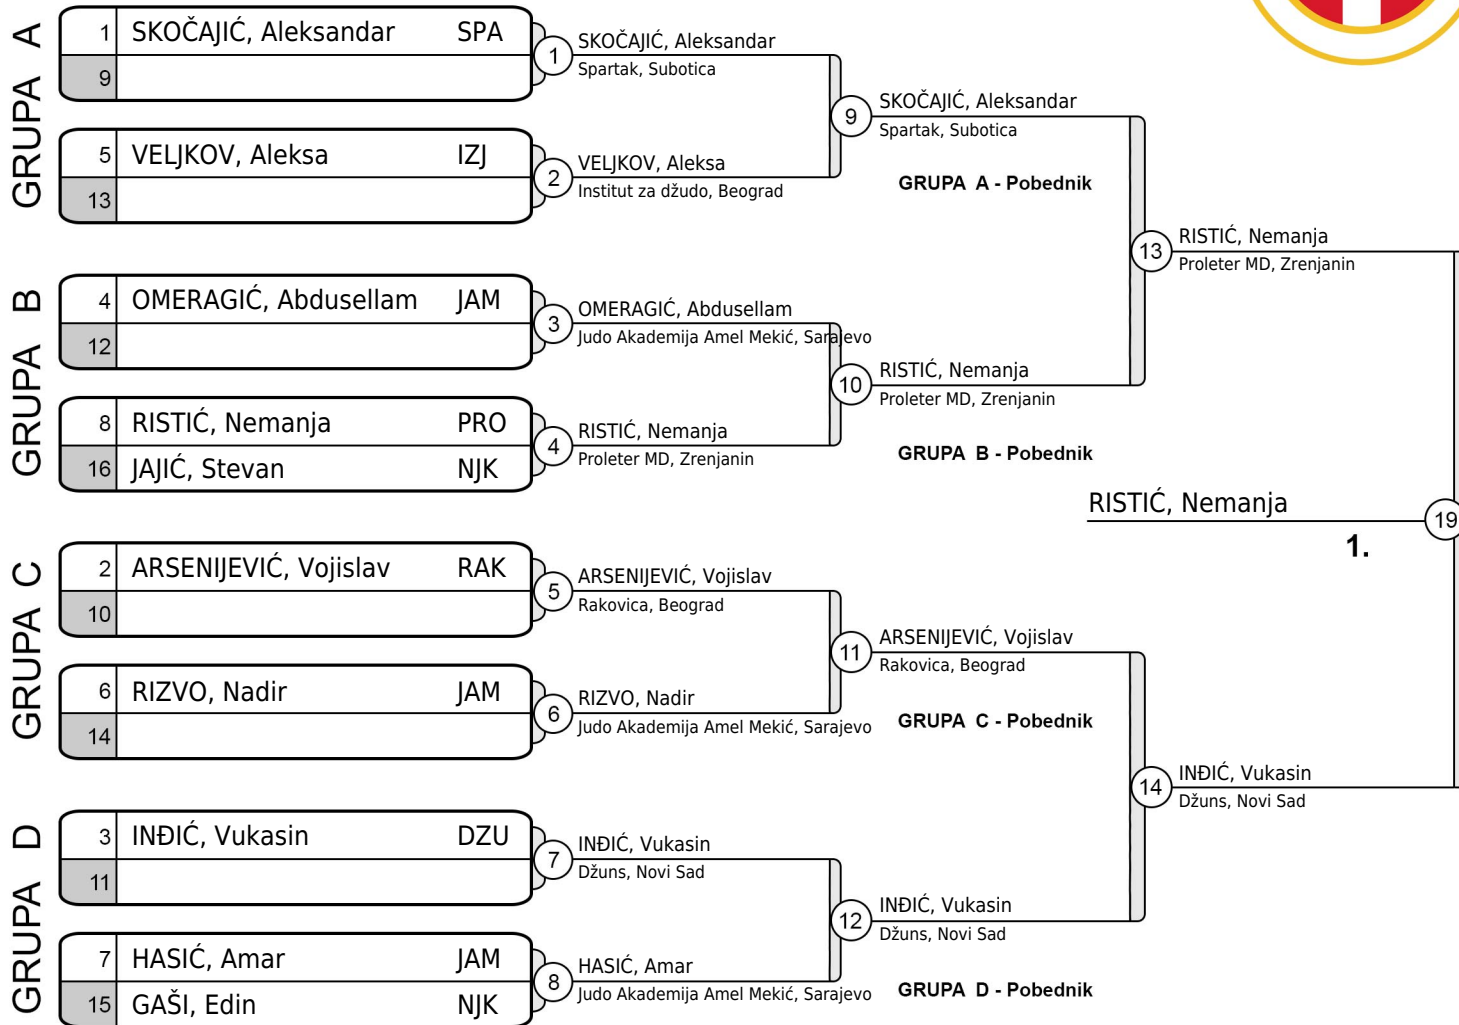 GRUPA A
1 SKOČAJIĆ, Aleksandar SPA
9
5 VELJKOV, Aleksa IZJ
13
GRUPA B
4 OMERAGIĆ, Abdusellam JAM
12
8 RISTIĆ, Nemanja PRO
16 JAJIĆ, Stevan NJK
GRUPA C
2 ARSENIJEVIĆ, Vojislav RAK
10
6 RIZVO, Nadir JAM
14
GRUPA D
3 INĐIĆ, Vukasin DZU
11
7 HASIĆ, Amar JAM
15 GAŠI, Edin NJK
1 SKOČAJIĆ, Aleksandar
Spartak, Subotica
2 VELJKOV, Aleksa
Institut za džudo, Beograd
3 OMERAGIĆ, Abdusellam
Judo Akademija Amel Mekić, Sarajevo
4 RISTIĆ, Nemanja
Proleter MD, Zrenjanin
5 ARSENIJEVIĆ, Vojislav
Rakovica, Beograd
6 RIZVO, Nadir
Judo Akademija Amel Mekić, Sarajevo
7 INĐIĆ, Vukasin
Džuns, Novi Sad
8 HASIĆ, Amar
Judo Akademija Amel Mekić, Sarajevo
9 SKOČAJIĆ, Aleksandar
Spartak, Subotica
GRUPA A - Pobednik
10 RISTIĆ, Nemanja
Proleter MD, Zrenjanin
GRUPA B - Pobednik
11 ARSENIJEVIĆ, Vojislav
Rakovica, Beograd
GRUPA C - Pobednik
12 INĐIĆ, Vukasin
Džuns, Novi Sad
GRUPA D - Pobednik
13 RISTIĆ, Nemanja
Proleter MD, Zrenjanin
14 INĐIĆ, Vukasin
Džuns, Novi Sad
RISTIĆ, Nemanja 19
1.